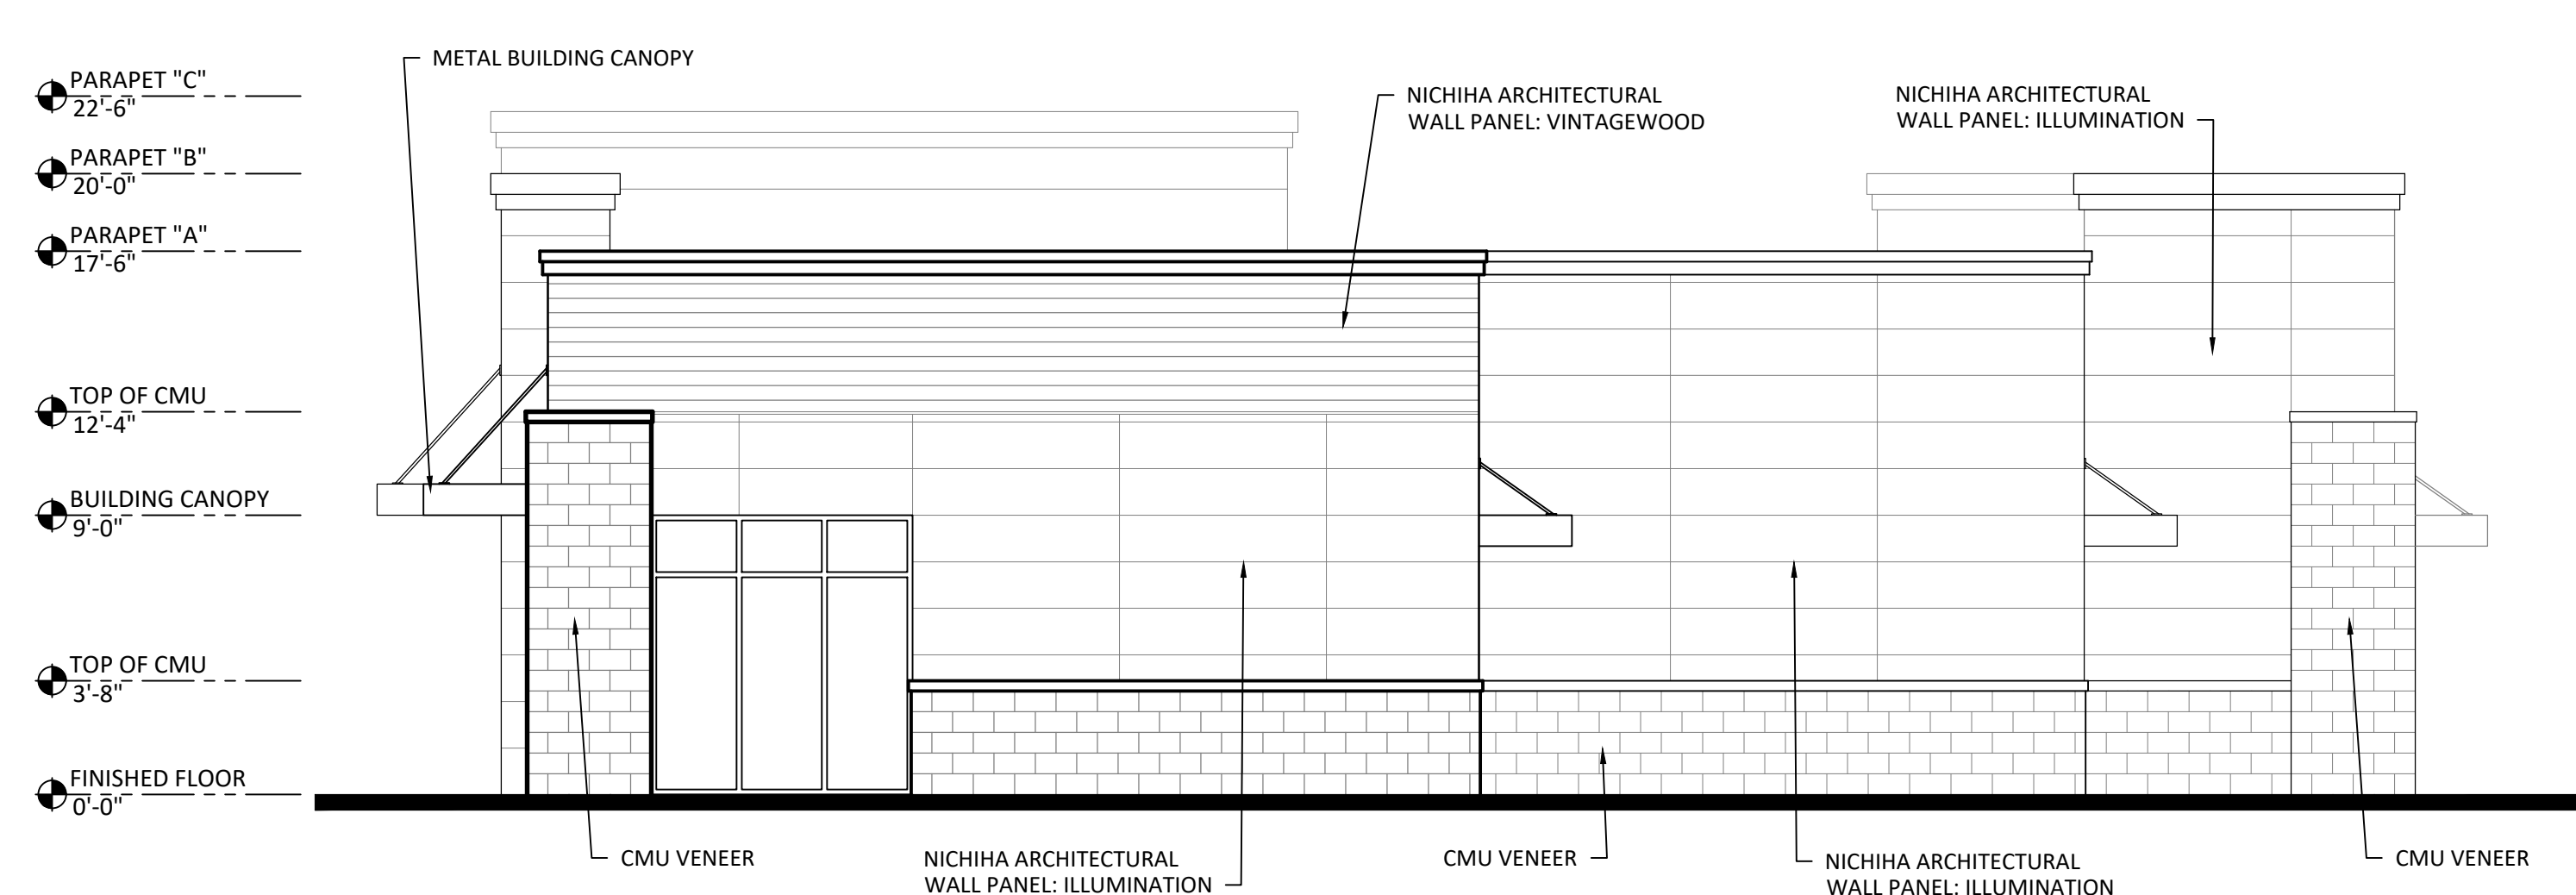 METAL BUILDING CANOPY
PARAPET "C"
22'-6"
NICHIHA ARCHITECTURAL
WALL PANEL: VINTAGEWOOD
NICHIHA ARCHITECTURAL
WALL PANEL: ILLUMINATION
PARAPET "B"
20'-0"
PARAPET "A"
17'-6"
TOP OF CMU
12'-4"
BUILDING CANOPY
9'-0"
TOP OF CMU
3'-8"
FINISHED FLOOR
0'-0"
CMU VENEER
NICHIHA ARCHITECTURAL
WALL PANEL: ILLUMINATION
CMU VENEER
NICHIHA ARCHITECTURAL
WALL PANEL: ILLUMINATION
CMU VENEER